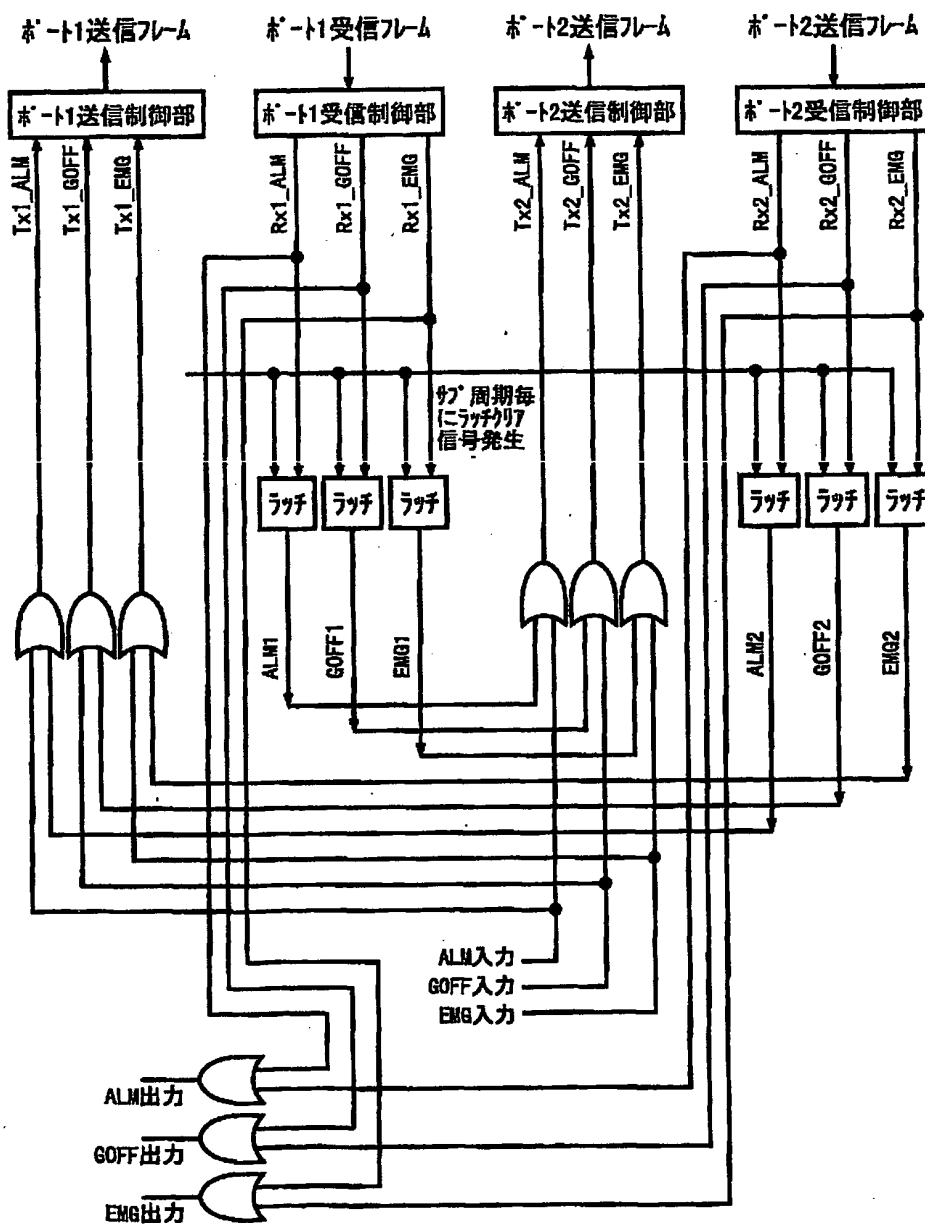 ポート1送信フレーム
ポート1受信フレーム
ポート2送信フレーム
ポート2送信フレーム
ポート1送信制御部
ポート1受信制御部
ポート2送信制御部
ポート2受信制御部
Tx1_ALM
Tx1_GOFF
Tx1_EMG
Rx1_ALM
Rx1_GOFF
Rx1_EMG
Tx2_ALM
Tx2_GOFF
Tx2_EMG
Rx2_ALM
Rx2_GOFF
Rx2_EMG
サブ周期毎
にラッチクリア
信号発生
ラッチ
ラッチ
ラッチ
ラッチ
ラッチ
ラッチ
ALM1
GOFF1
EMG1
ALM2
GOFF2
EMG2
ALM入力
GOFF入力
EMG入力
ALM出力
GOFF出力
EMG出力